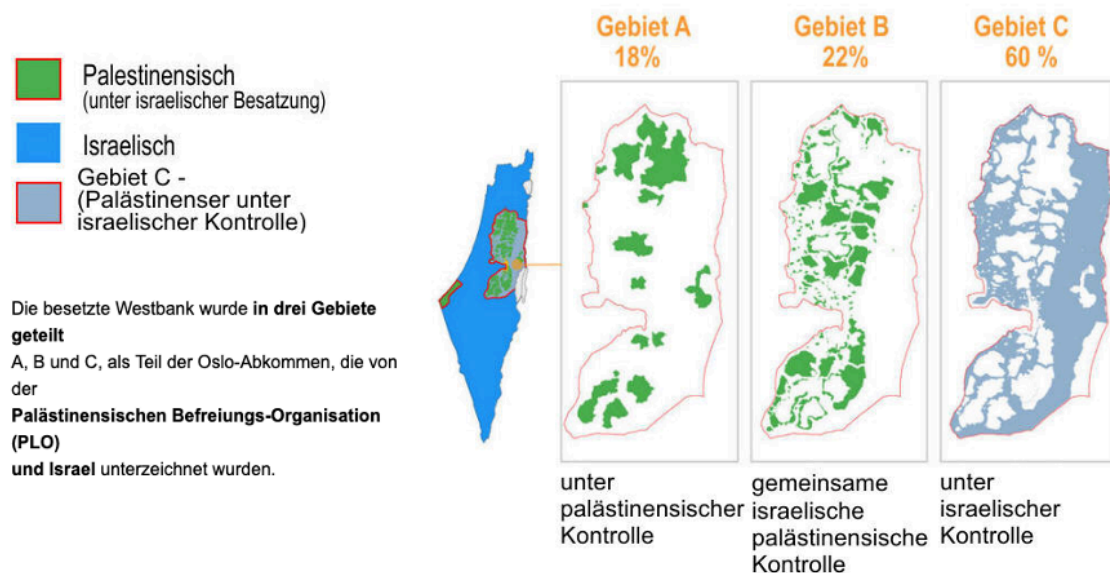 Palestinensisch
(unter israelischer Besatzung)
Israelisch
Gebiet C -
(Palästinenser unter
israelischer Kontrolle)
Die besetzte Westbank wurde in drei Gebiete
geteilt
A, B und C, als Teil der Oslo-Abkommen, die von
der
Palästinensischen Befreiungs-Organisation
(PLO)
und Israel unterzeichnet wurden.
Gebiet A
18%
unter
palästinensischer
Kontrolle
Gebiet B
22%
gemeinsame
israelische
palästinensische
Kontrolle
Gebiet C
60 %
unter
israelischer
Kontrolle